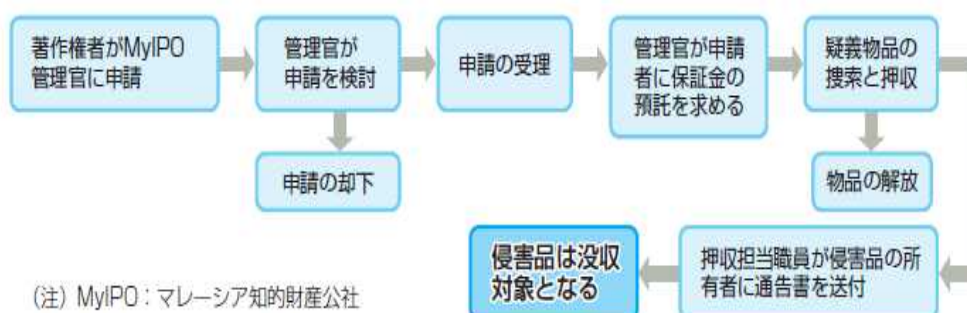 著作権者がMyIPO
管理官に申請
管理官が
申請を検討
申請の受理
管理官が申請
者に保証金の
預託を求める
疑義物品の
捜索と押収
申請の却下
物品の解放
侵害品は没収
対象となる
押収担当職員が侵害品の所
有者に通告書を送付
(注) MyIPO：マレーシア知的財産公社